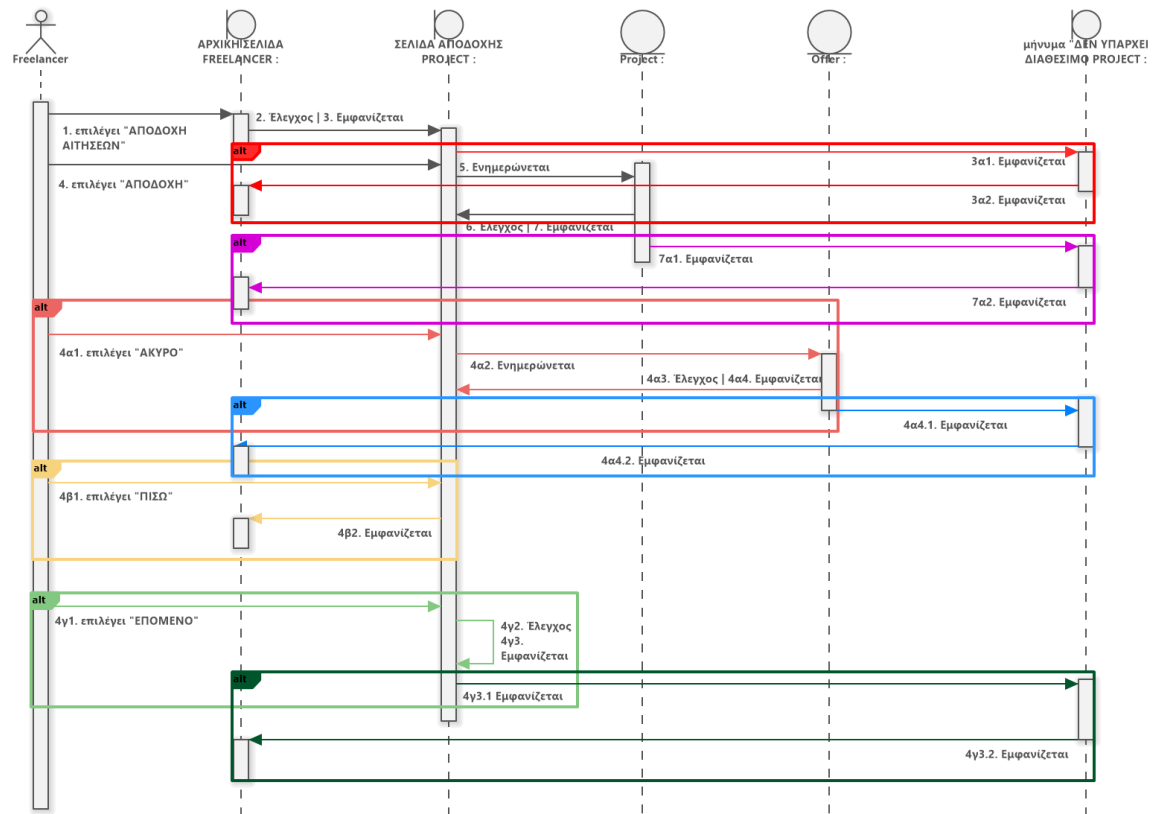 Freelancer
ΑΡΧΙΚΗ ΣΕΛΙΔΑ
FREELANCER :
ΣΕΛΙΔΑ ΑΠΟΔΟΧΗΣ
PROJECT :
Project :
Offer :
μήνυμα "ΔΕΝ ΥΠΑΡΧΕΙ
ΔΙΑΘΕΣΙΜΟ PROJECT :
1. επιλέγει "ΑΠΟΔΟΧΗ
ΑΙΤΗΣΕΩΝ"
2. Έλεγχος | 3. Εμφανίζεται
alt
3α1. Εμφανίζεται
4. επιλέγει "ΑΠΟΔΟΧΗ"
5. Ενημερώνεται
3α2. Εμφανίζεται
6. Έλεγχος | 7. Εμφανίζεται
alt
7α1. Εμφανίζεται
7α2. Εμφανίζεται
alt
4α1. επιλέγει "ΑΚΥΡΟ"
4α2. Ενημερώνεται
4α3. Έλεγχος | 4α4. Εμφανίζεται
alt
4α4.1. Εμφανίζεται
4α4.2. Εμφανίζεται
alt
4β1. επιλέγει "ΠΙΣΩ"
4β2. Εμφανίζεται
alt
4γ1. επιλέγει "ΕΠΟΜΕΝΟ"
4γ2. Έλεγχος
4γ3.
Εμφανίζεται
alt
4γ3.1 Εμφανίζεται
4γ3.2. Εμφανίζεται